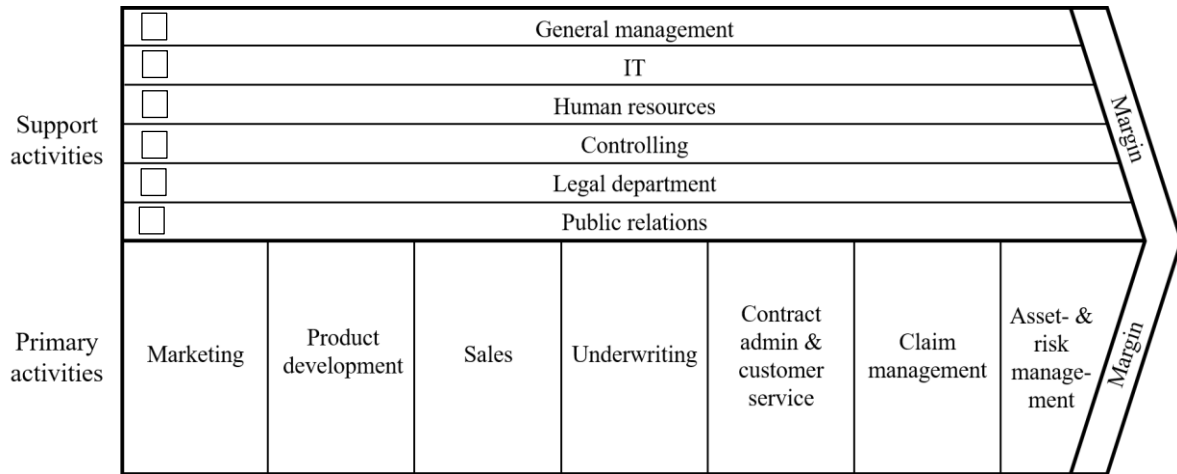 General management
IT
Human resources
Controlling
Legal department
Public relations
Support
activities
Margin
Primary
activities
Marketing
Product
development
Sales
Underwriting
Contract
admin &
customer
service
Claim
management
Asset- &
risk
manage-
ment
Margin